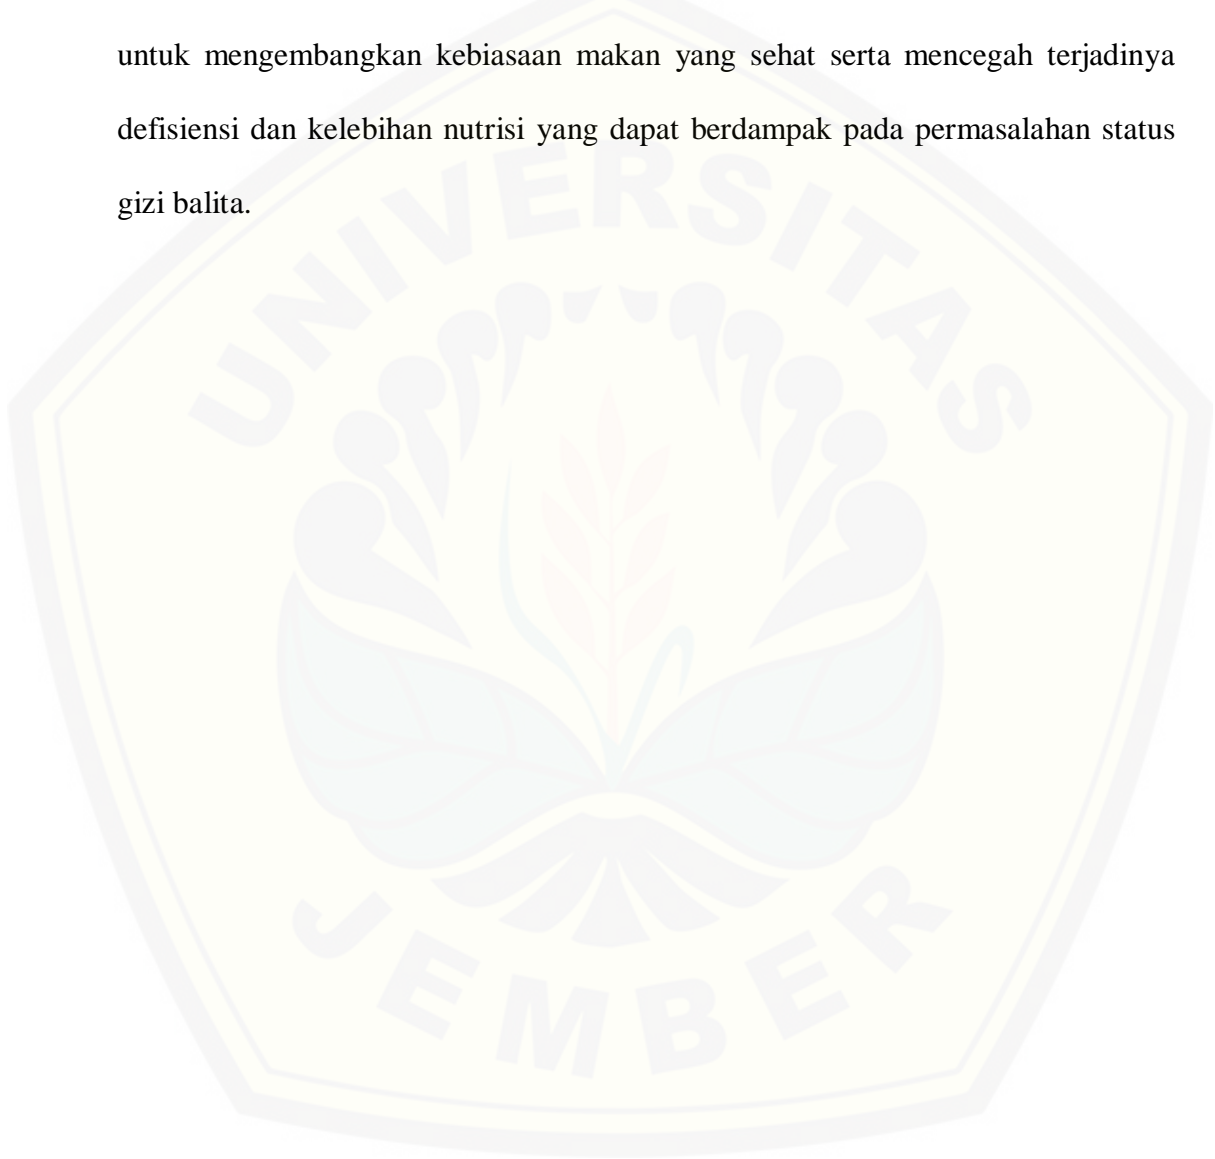 untuk mengembangkan kebiasaan makan yang sehat serta mencegah terjadinya
defisiensi dan kelebihan nutrisi yang dapat berdampak pada permasalahan status
gizi balita.
UNIVERSITAS
JEMBER